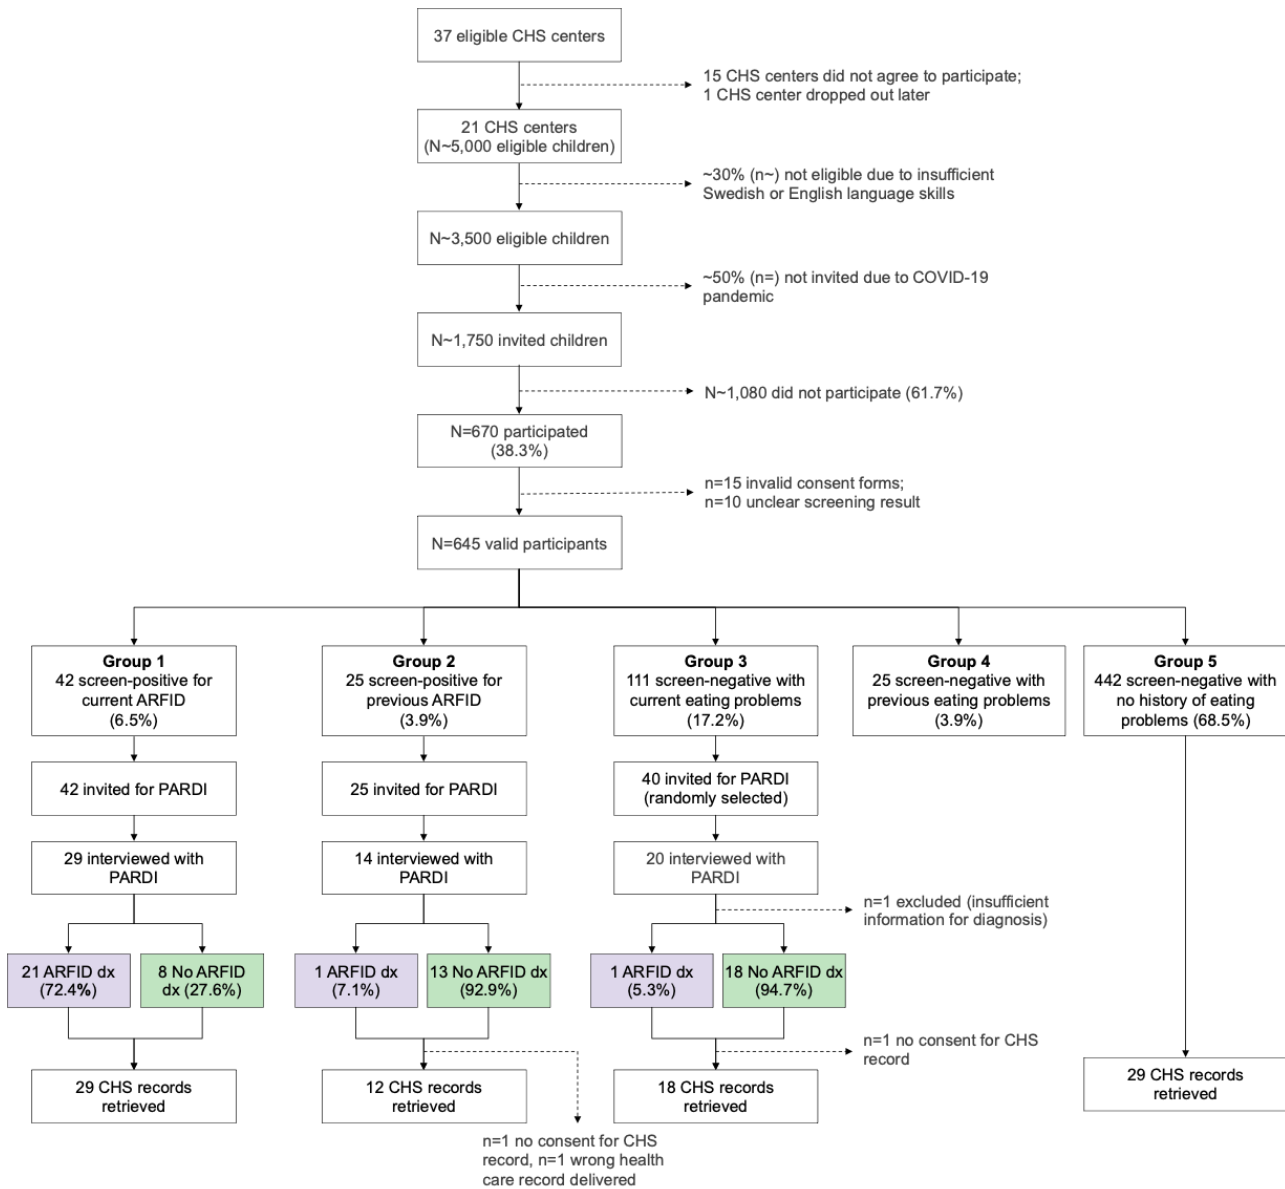 37 eligible CHS centers
15 CHS centers did not agree to participate;
1 CHS center dropped out later
21 CHS centers
(N~5,000 eligible children)
~30% (n~) not eligible due to insufficient
Swedish or English language skills
N~3,500 eligible children
~50% (n=) not invited due to COVID-19
pandemic
N~1,750 invited children
N~1,080 did not participate (61.7%)
N=670 participated
(38.3%)
n=15 invalid consent forms;
n=10 unclear screening result
N=645 valid participants
Group 1
42 screen-positive for
current ARFID
(6.5%)
Group 2
25 screen-positive for
previous ARFID
(3.9%)
Group 3
111 screen-negative with
current eating problems
(17.2%)
Group 4
25 screen-negative with
previous eating problems
(3.9%)
Group 5
442 screen-negative with
no history of eating
problems (68.5%)
42 invited for PARDI
25 invited for PARDI
40 invited for PARDI
(randomly selected)
29 interviewed with
PARDI
14 interviewed with
PARDI
20 interviewed with
PARDI
n=1 excluded (insufficient
information for diagnosis)
21 ARFID dx
(72.4%)
8 No ARFID
dx (27.6%)
1 ARFID dx
(7.1%)
13 No ARFID dx
(92.9%)
1 ARFID dx
(5.3%)
18 No ARFID dx
(94.7%)
n=1 no consent for CHS
record
29 CHS records
retrieved
12 CHS records
retrieved
18 CHS records
retrieved
29 CHS records
retrieved
n=1 no consent for CHS
record, n=1 wrong health
care record delivered